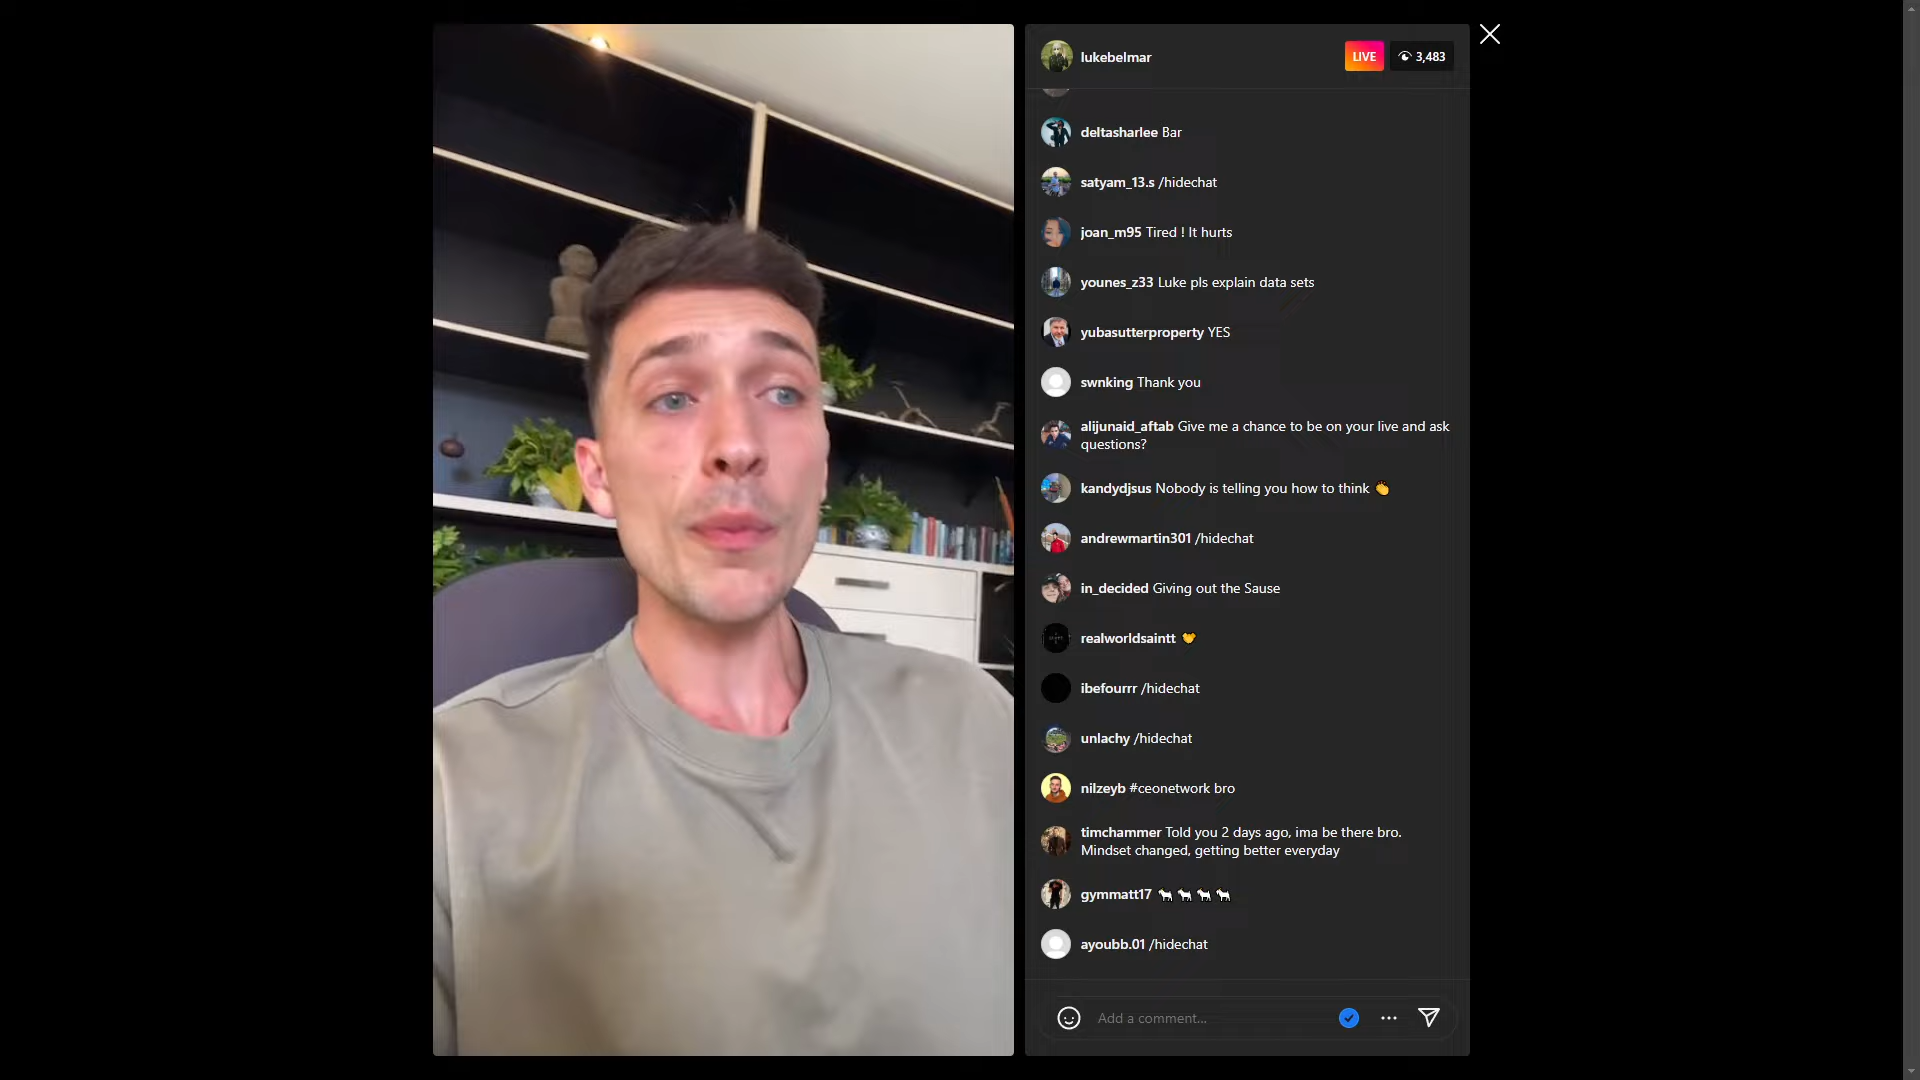 lukebelmar
LIVE
3,483
deltasharlee Bar
satyam_13.s /hidechat
joan_m95 Tired ! It hurts
younes_z33 Luke pls explain data sets
yubasutterproperty YES
swnking Thank you
alijunaid_aftab Give me a chance to be on your live and ask
questions?
kandydjsus Nobody is telling you how to think 👏
andrewmartin301 /hidechat
in_decided Giving out the Sause
realworldsaintt
ibefourrr /hidechat
unlachy /hidechat
nilzeyb #ceonetwork bro
timchammer Told you 2 days ago, ima be there bro.
Mindset changed, getting better everyday
gymmatt17 🐐 🐐 🐐 🐐
ayoubb.01 /hidechat
Add a comment...